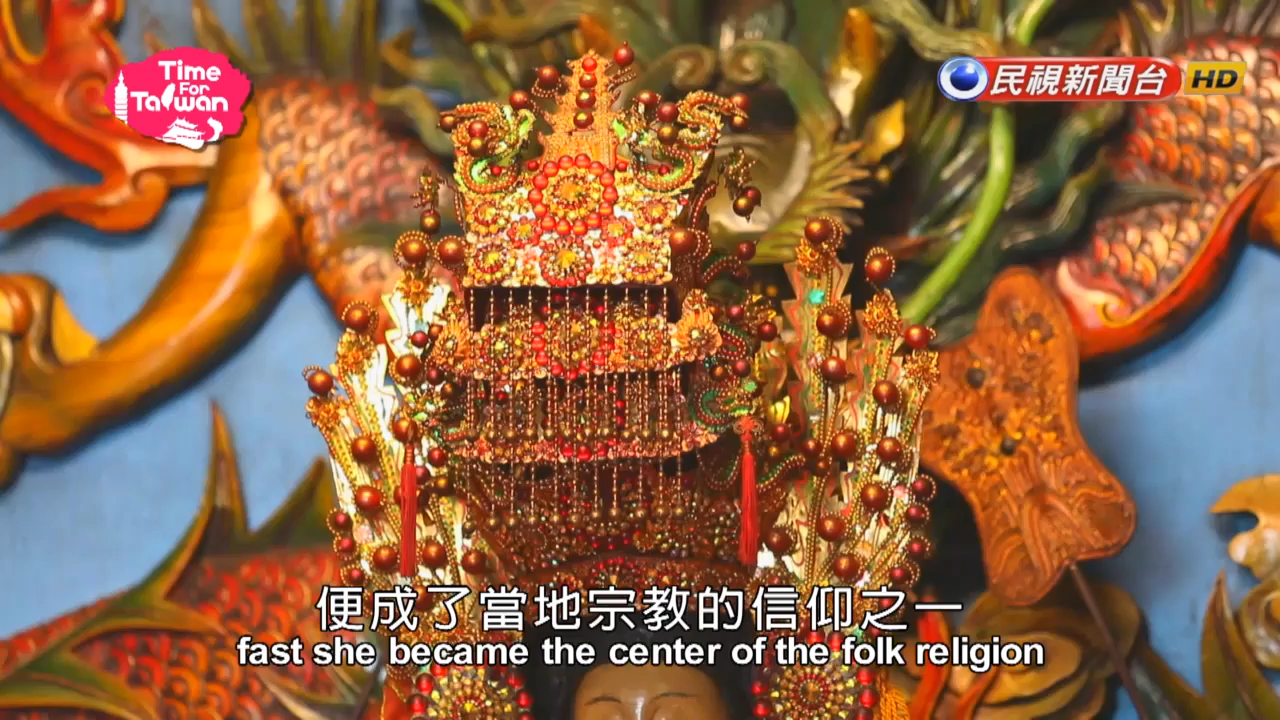 Time
For
Taiwan
民視新聞台 HD
便成了當地宗教的信仰之一
fast she became the center of the folk religion